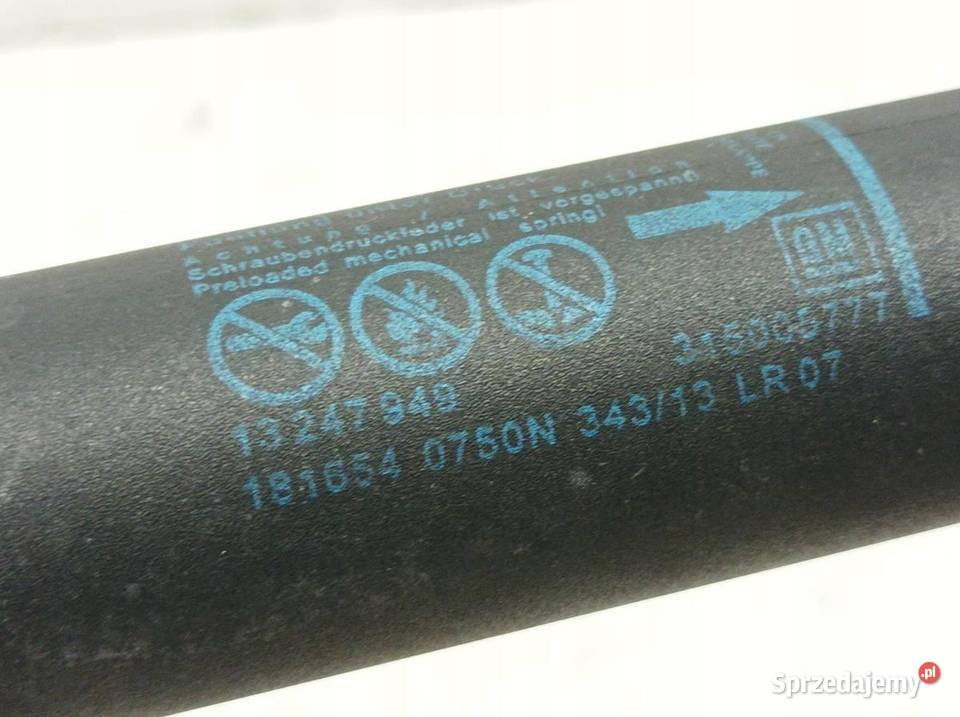 Achtung/ Attention
Schraubendruckfeder ist vorgespannt
Preloaded mechanical spring!
GM
13 247 949 315065777
181654 0750N 343/13 LR 07
Sprzedajemy.pl